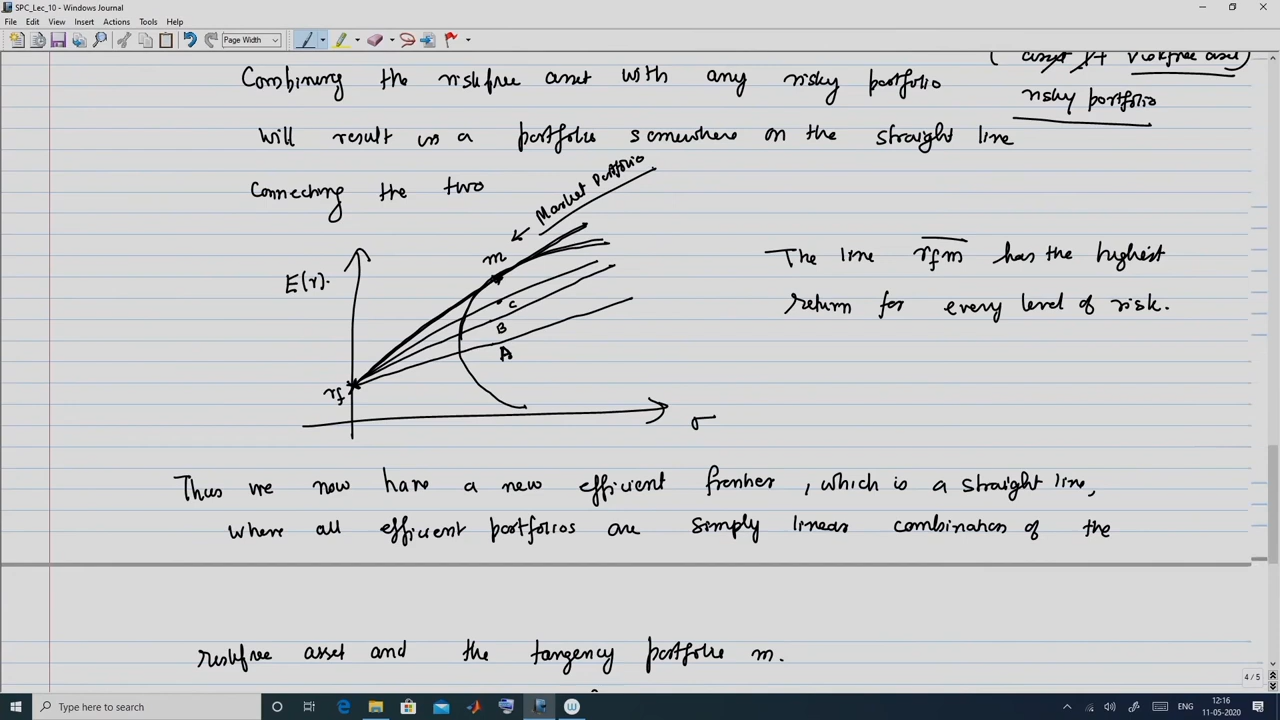 SPC_Lec_10 - Windows Journal
File Edit View Insert Actions Tools Help
Page Width
riskfree asset)
Combining the riskfree asset with any risky portfolio
risky portfolio
will result in a portfolio somewhere on the straight line
Connecting the two
Market Portfolio
m
E(r).
C
B
A
rf
σ
The line rfm has the highest
return for every level of risk.
Thus we now have a new efficient frontier, which is a straight line,
where all efficient portfolios are simply linear combination of the
riskfree asset and the tangency portfolio m.
4/5
Type here to search
ENG
12:16
11-05-2020